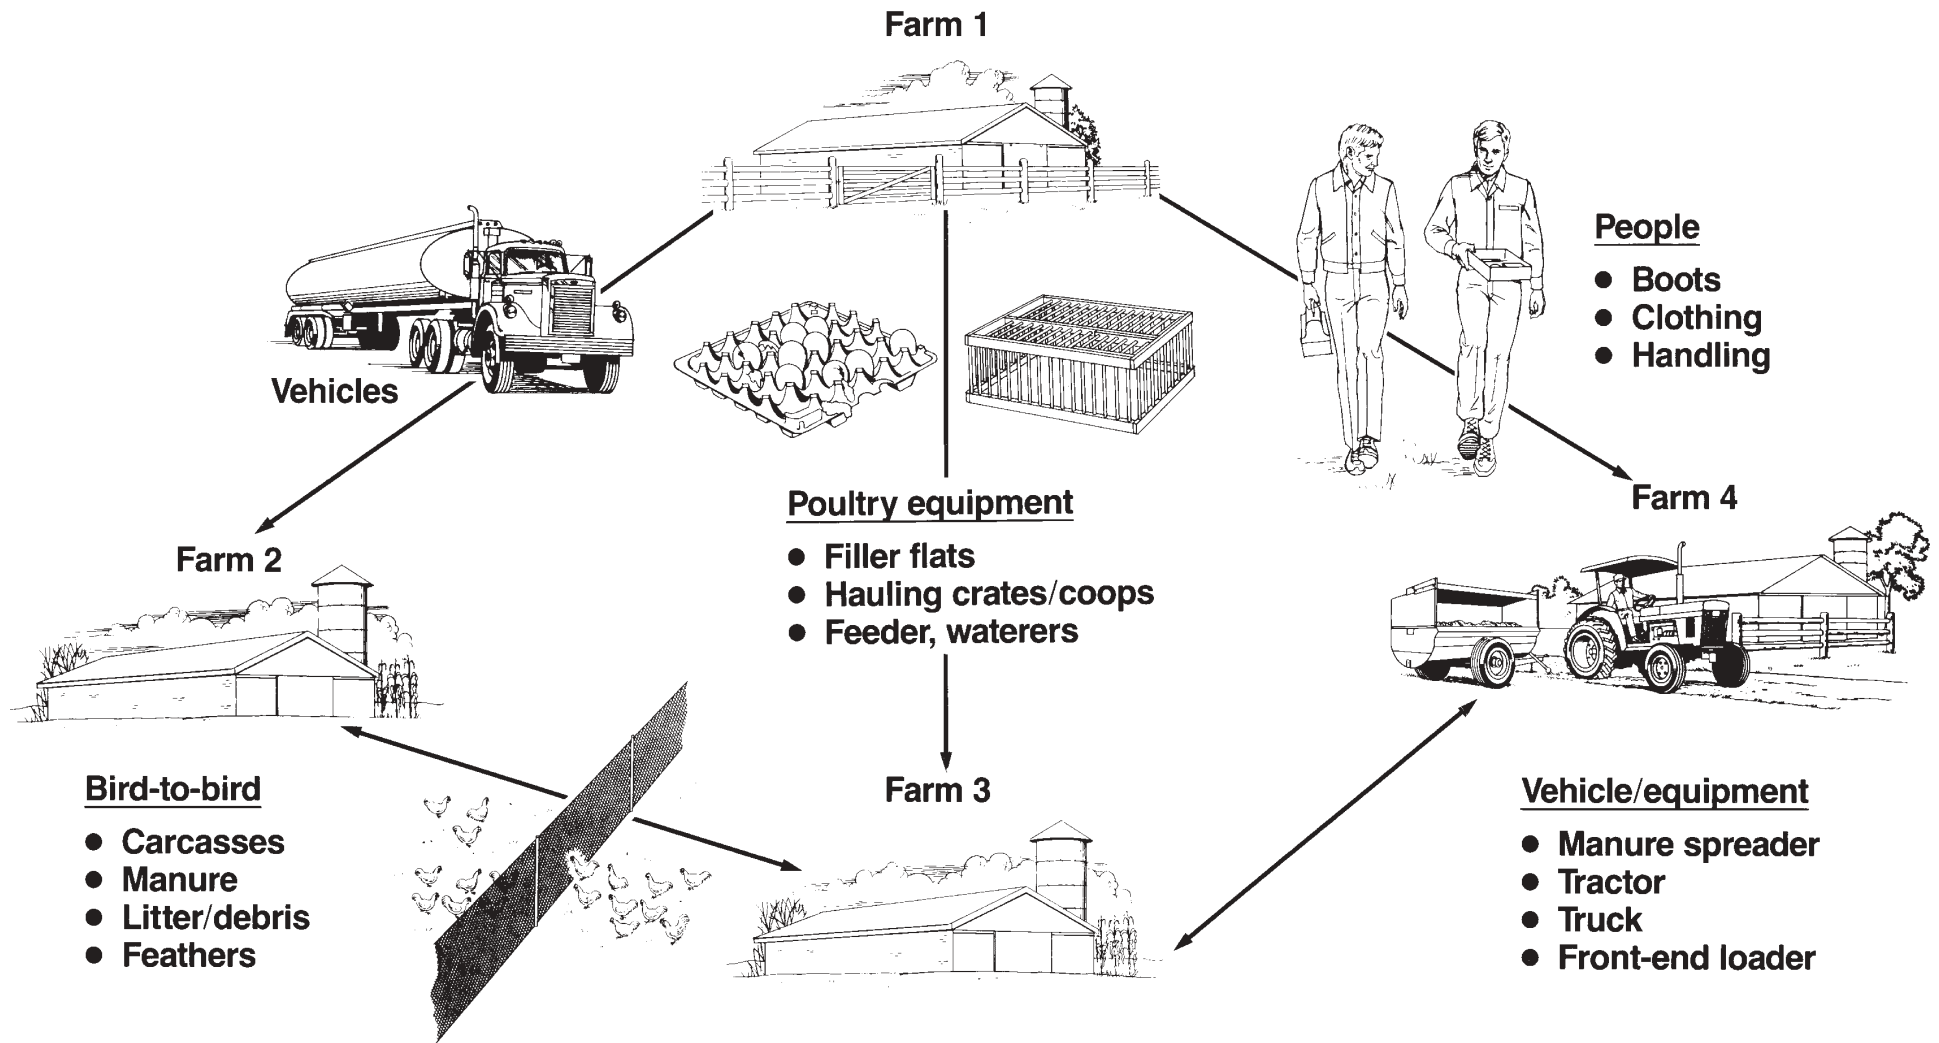 Farm 1
People
● Boots
● Clothing
● Handling
Vehicles
Poultry equipment
● Filler flats
● Hauling crates/coops
● Feeder, waterers
Farm 4
Farm 2
Bird-to-bird
● Carcasses
● Manure
● Litter/debris
● Feathers
Farm 3
Vehicle/equipment
● Manure spreader
● Tractor
● Truck
● Front-end loader